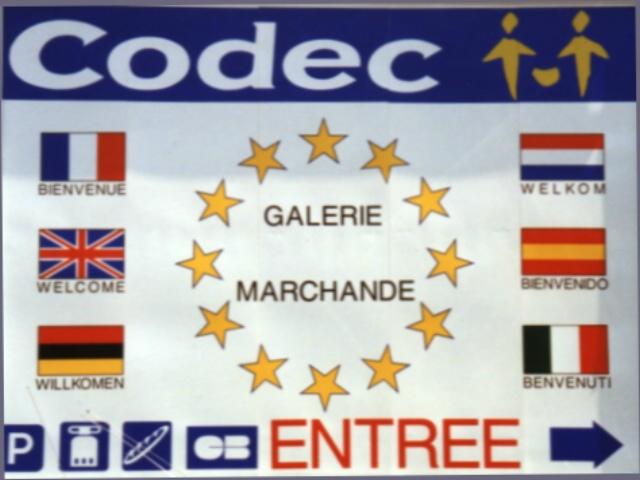 Codec
BIENVENUE
WELKOM
GALERIE
WELCOME
BIENVENIDO
MARCHANDE
WILLKOMEN
BENVENUTI
P
CB
ENTREE